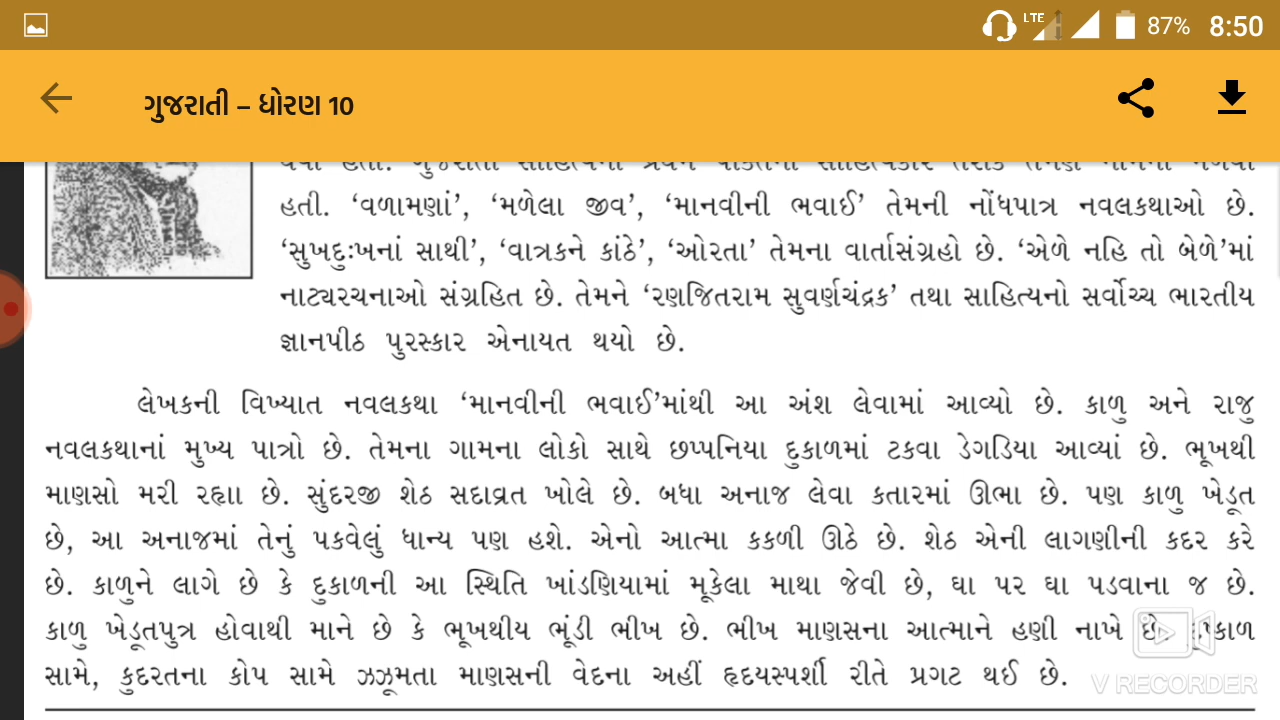 LTE 87% 8:50
ગુજરાતી – ધોરણ 10
હતી. ‘વળામણાં’, ‘મળેલા જીવ’, ‘માનવીની ભવાઈ’ તેમની નોંધપાત્ર નવલકથાઓ છે.
‘સુખદુઃખનાં સાથી’, ‘વાત્રકને કાંઠે’, ‘ઓરતા’ તેમના વાર્તાસંગ્રહો છે. ‘એળે નહિ તો બેળે’માં
નાટ્યરચનાઓ સંગ્રહિત છે. તેમને ‘રણજિતરામ સુવર્ણચંદ્રક’ તથા સાહિત્યનો સર્વોચ્ચ ભારતીય
જ્ઞાનપીઠ પુરસ્કાર એનાયત થયો છે.
લેખકની વિખ્યાત નવલકથા ‘માનવીની ભવાઈ’માંથી આ અંશ લેવામાં આવ્યો છે. કાળુ અને રાજુ
નવલકથાનાં મુખ્ય પાત્રો છે. તેમના ગામના લોકો સાથે છપ્પનિયા દુકાળમાં ટકવા ડેગડિયા આવ્યાં છે. ભૂખથી
માણસો મરી રહ્યાા છે. સુંદરજી શેઠ સદાવ્રત ખોલે છે. બધા અનાજ લેવા કતારમાં ઊભા છે. પણ કાળુ ખેડૂત
છે, આ અનાજમાં તેનું પકવેલું ધાન્ય પણ હશે. એનો આત્મા કકળી ઊઠે છે. શેઠ એની લાગણીની કદર કરે
છે. કાળુને લાગે છે કે દુકાળની આ સ્થિતિ ખાંડણિયામાં મૂકેલા માથા જેવી છે, ઘા પર ઘા પડવાના જ છે.
કાળુ ખેડૂતપુત્ર હોવાથી માને છે કે ભૂખથીય ભૂંડી ભીખ છે. ભીખ માણસના આત્માને હણી નાખે છે.
સામે, કુદરતના કોપ સામે ઝઝૂમતા માણસની વેદના અહીં હૃદયસ્પર્શી રીતે પ્રગટ થઈ છે.
V RECORDER